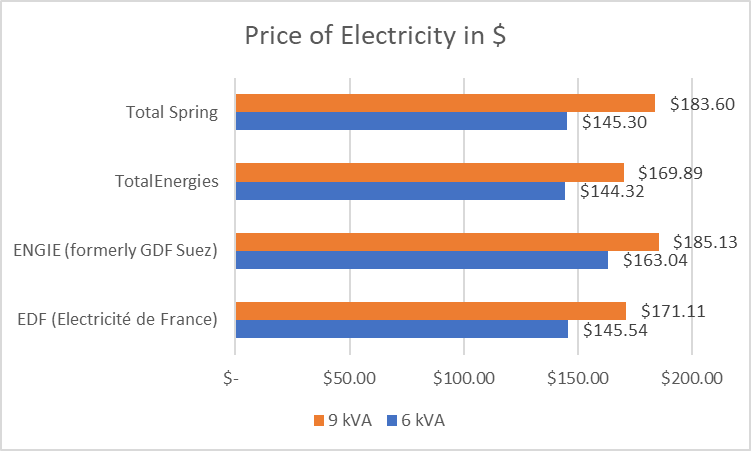 Price of Electricity in $
Total Spring
$183.60
$145.30
TotalEnergies
$169.89
$144.32
ENGIE (formerly GDF Suez)
$185.13
$163.04
EDF (Electricité de France)
$171.11
$145.54
$- $50.00 $100.00 $150.00 $200.00
9 kVA 6 kVA